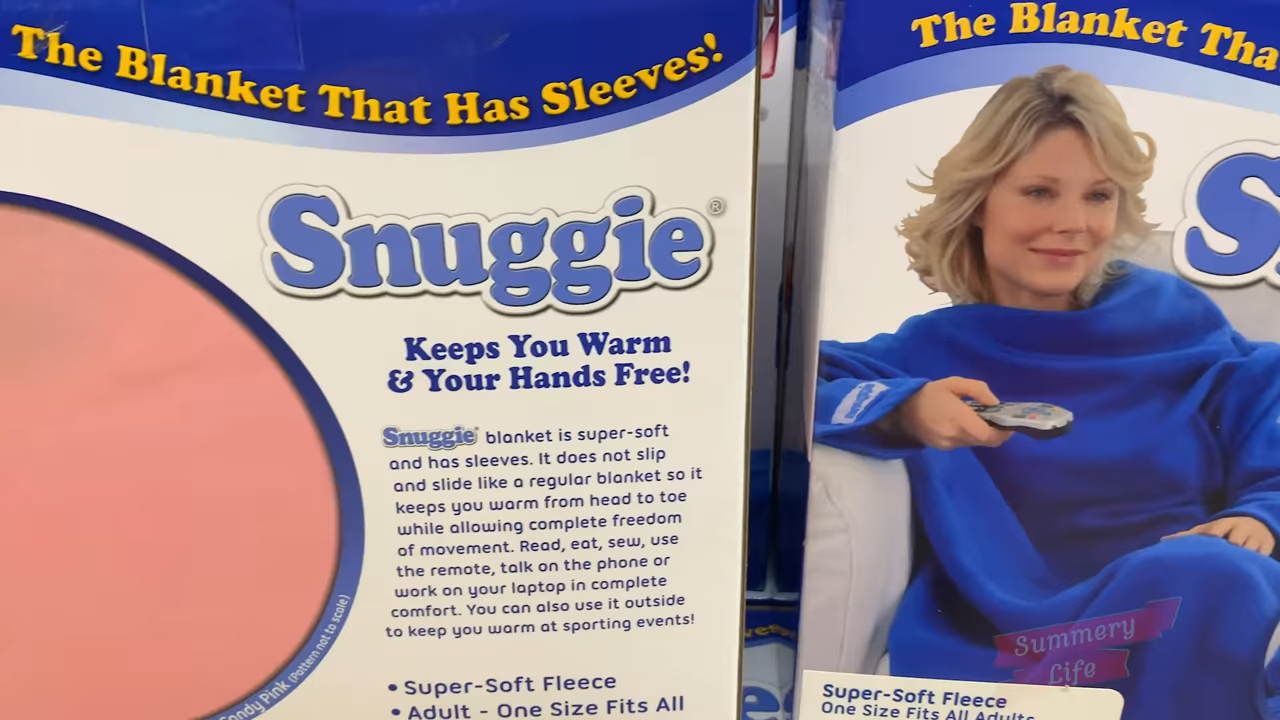 The Blanket That Has Sleeves!
Snuggie®
Keeps You Warm
& Your Hands Free!
Snuggie® blanket is super-soft
and has sleeves. It does not slip
and slide like a regular blanket so it
keeps you warm from head to toe
while allowing complete freedom
of movement. Read, eat, sew, use
the remote, talk on the phone or
work on your laptop in complete
comfort. You can also use it outside
to keep you warm at sporting events!
• Super-Soft Fleece
• Adult - One Size Fits All
Candy Pink (Pattern not to scale)
The Blanket Tha
S
Snuggie
Summery
Life
Super-Soft Fleece
One Size Fits All Adults